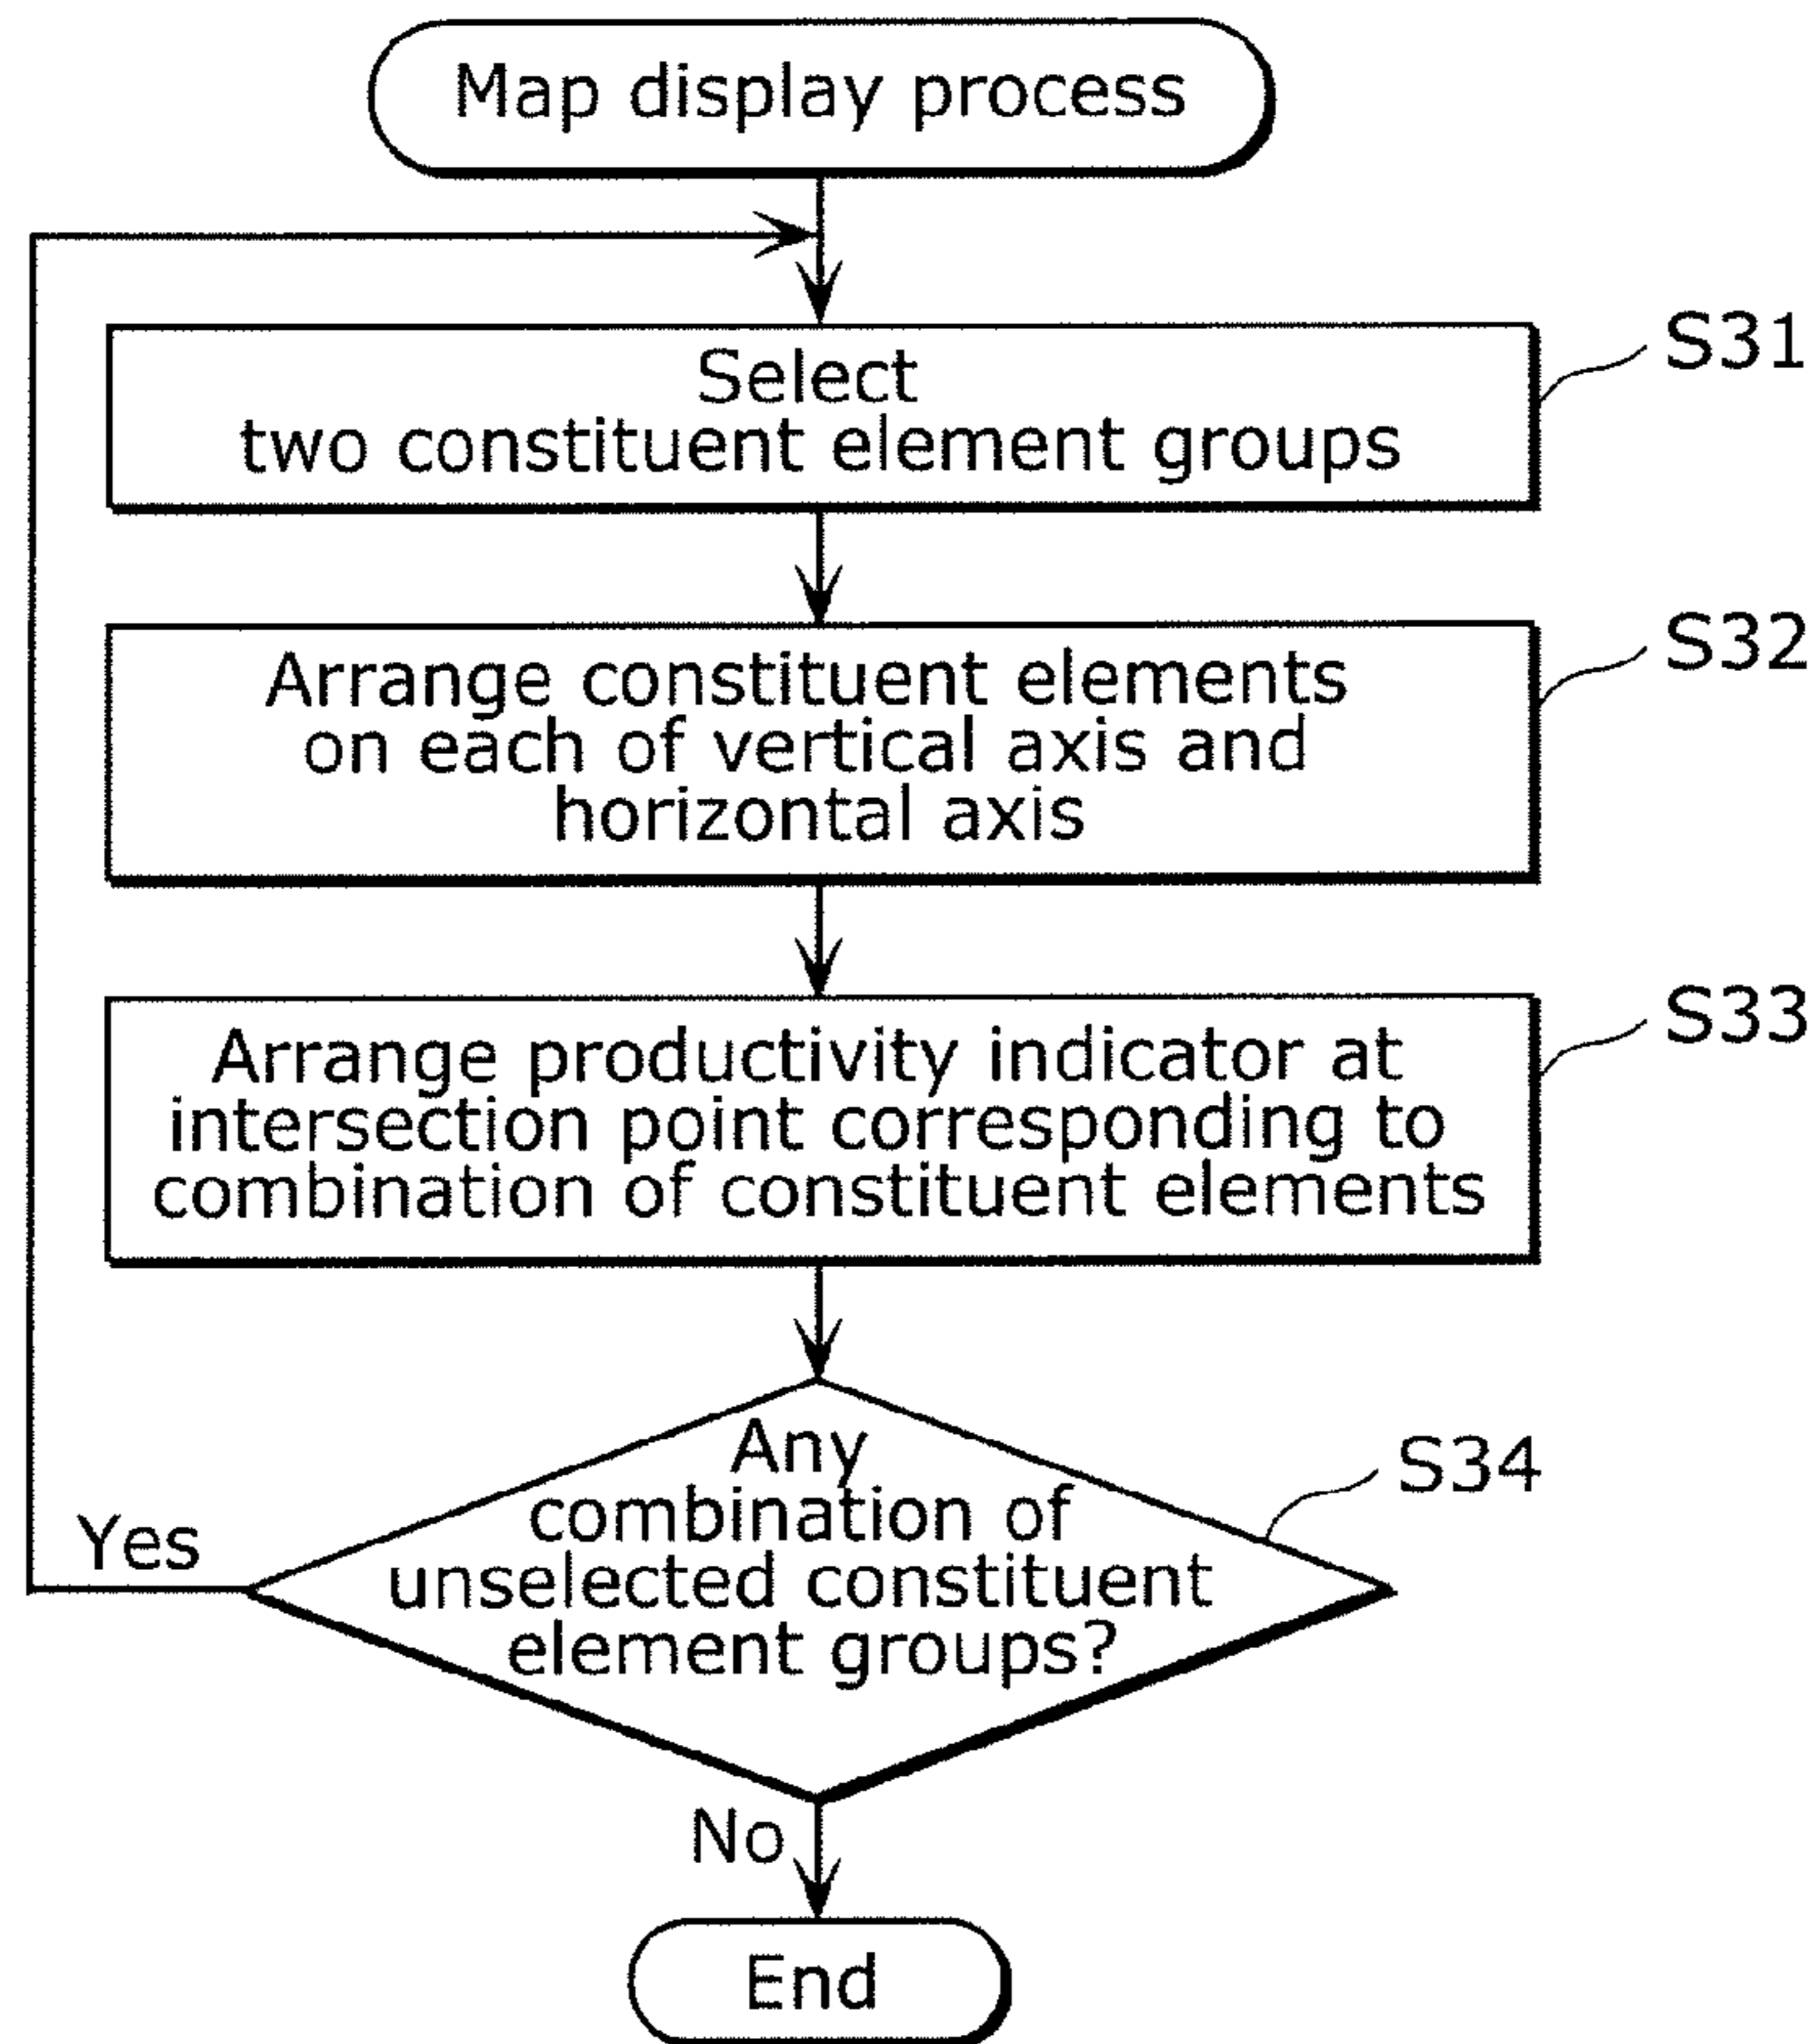 Map display process
Select
two constituent element groups
S31
Arrange constituent elements
on each of vertical axis and
horizontal axis
S32
Arrange productivity indicator at
intersection point corresponding to
combination of constituent elements
S33
Any
combination of
unselected constituent
element groups?
S34
Yes
No
End